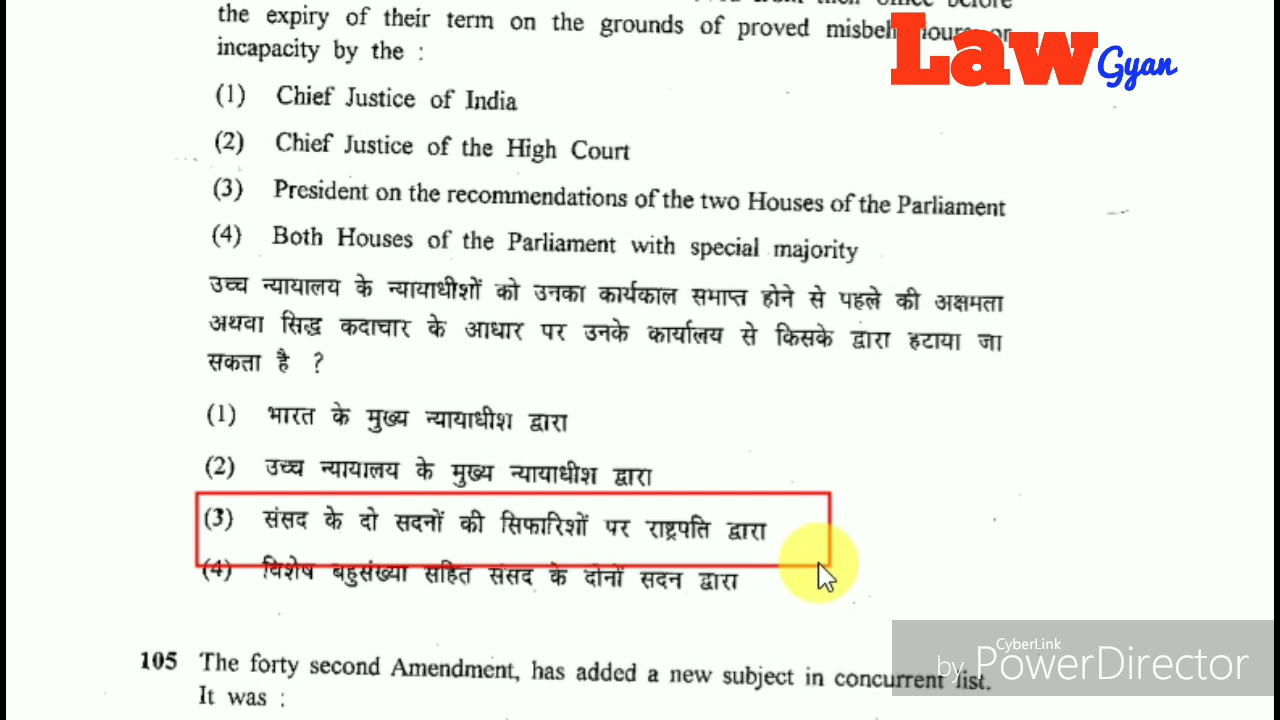 their office before
the expiry of their term on the grounds of proved or
incapacity by the :
Law Gyan
(1) Chief Justice of India
(2) Chief Justice of the High Court
(3) President on the recommendations of the two Houses of the Parliament
(4) Both Houses of the Parliament with special majority
उच्च न्यायालय के न्यायाधीशों को उनका कार्यकाल समाप्त होने से पहले की अक्षमता
अथवा सिद्ध कदाचार के आधार पर उनके कार्यालय से किसके द्वारा हटाया जा
सकता है ?
(1) भारत के मुख्य न्यायाधीश द्वारा
(2) उच्च न्यायालय के मुख्य न्यायाधीश द्वारा
(3) संसद के दो सदनों की सिफारिशों पर राष्ट्रपति द्वारा
(4) विशेष बहुसंख्या सहित संसद के दोनों सदन द्वारा
105 The forty second Amendment, has added a new subject in concurrent list.
It was :
CyberLink
by PowerDirector